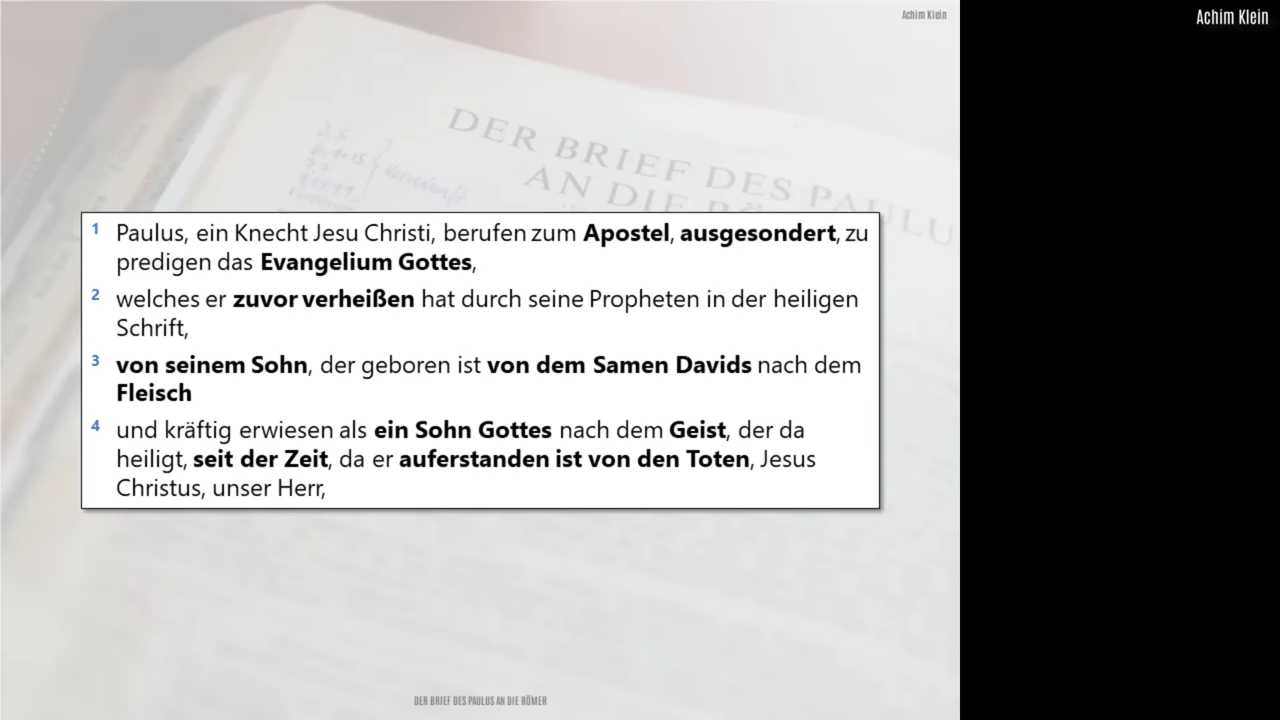 Achim Klein
Achim Klein
DER BRIEF DES PAULUS
AN DIE
1 Paulus, ein Knecht Jesu Christi, berufen zum Apostel, ausgesondert, zu
predigen das Evangelium Gottes,
2 welches er zuvor verheißen hat durch seine Propheten in der heiligen
Schrift,
3 von seinem Sohn, der geboren ist von dem Samen Davids nach dem
Fleisch
4 und kräftig erwiesen als ein Sohn Gottes nach dem Geist, der da
heiligt, seit der Zeit, da er auferstanden ist von den Toten, Jesus
Christus, unser Herr,
DER BRIEF DES PAULUS AN DIE RÖMER